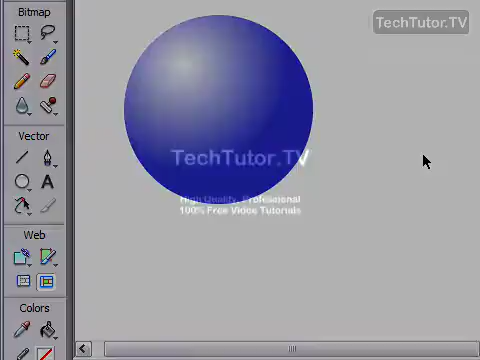 Bitmap
TechTutor.TV
Vector
A
TechTutor.TV
High Quality, Professional
100% Free Video Tutorials
Web
Colors